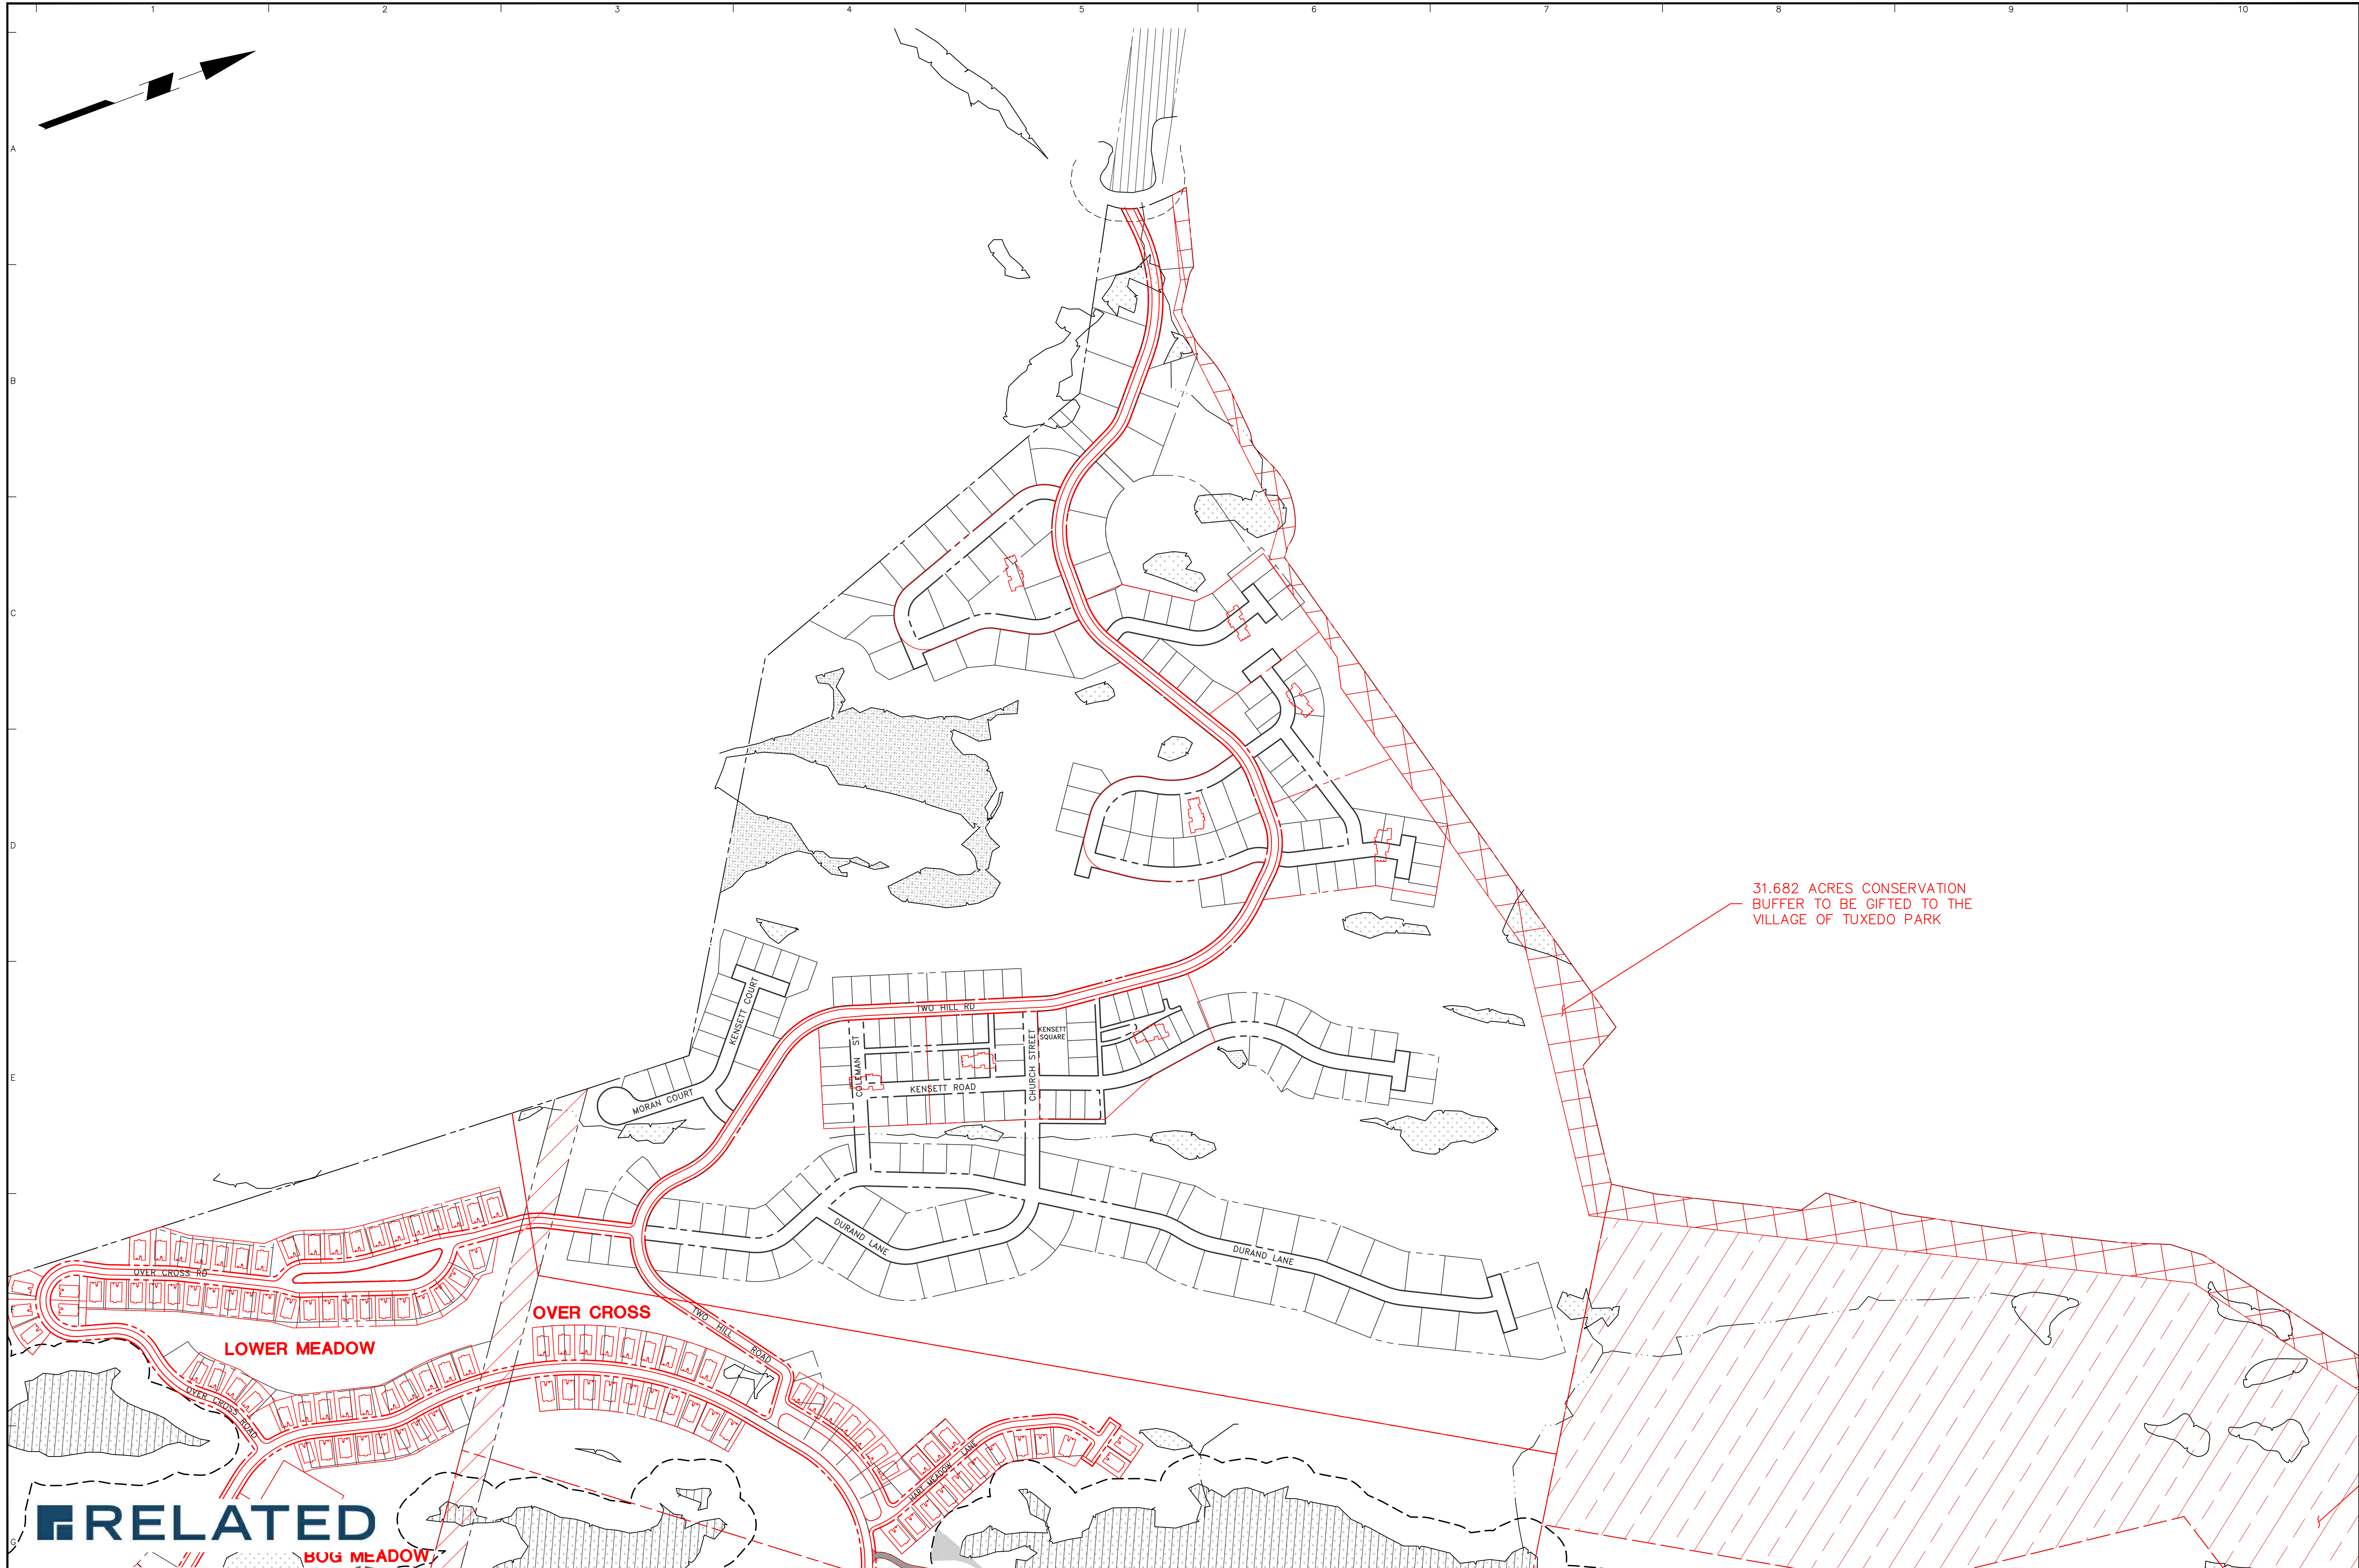 1 2 3 4 5 6 7 8 9 10
A
B
C
D
31.682 ACRES CONSERVATION
BUFFER TO BE GIFTED TO THE
VILLAGE OF TUXEDO PARK
E
KENSETT COURT
MORAN COURT
TWO HILL RD
COLEMAN ST
CHURCH STREET
KENSETT
SQUARE
KENSETT ROAD
DURAND LANE
DURAND LANE
OVER CROSS RD
LOWER MEADOW
OVER CROSS
TWO HILL ROAD
OVER CROSS ROAD
HART MEADOW LANE
G
RELATED
BOG MEADOW